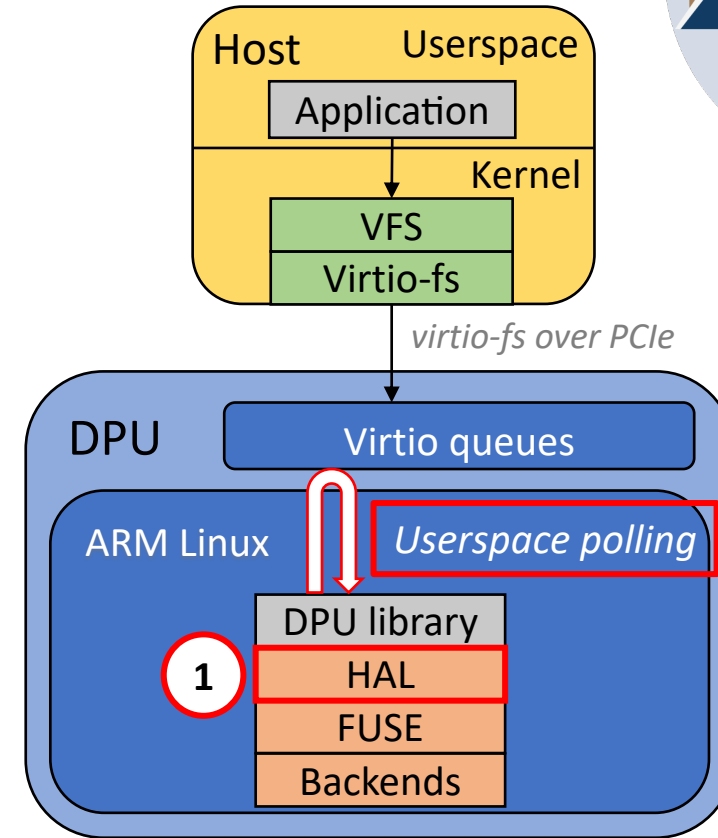 Host
Userspace
Application
Kernel
VFS
Virtio-fs
virtio-fs over PCIe
DPU
Virtio queues
ARM Linux
Userspace polling
DPU library
1
HAL
FUSE
Backends